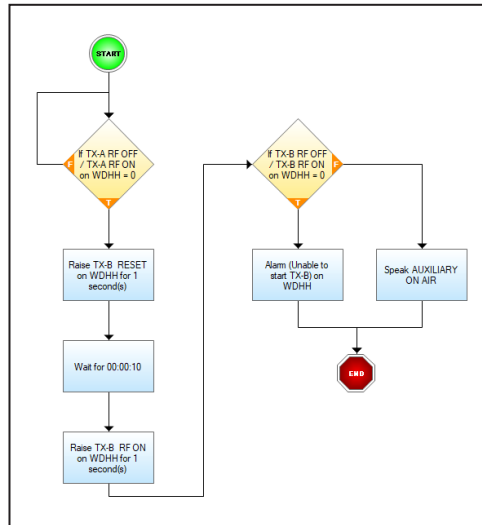 START
If TX-A RF OFF
/ TX-A RF ON
on WDHH = 0
F
T
Raise TX-B RESET
on WDHH for 1
second(s)
Wait for 00:00:10
Raise TX-B RF ON
on WDHH for 1
second(s)
If TX-B RF OFF
/ TX-B RF ON
on WDHH = 0
F
T
Alarm (Unable to
start TX-B) on
WDHH
Speak AUXILIARY
ON AIR
END